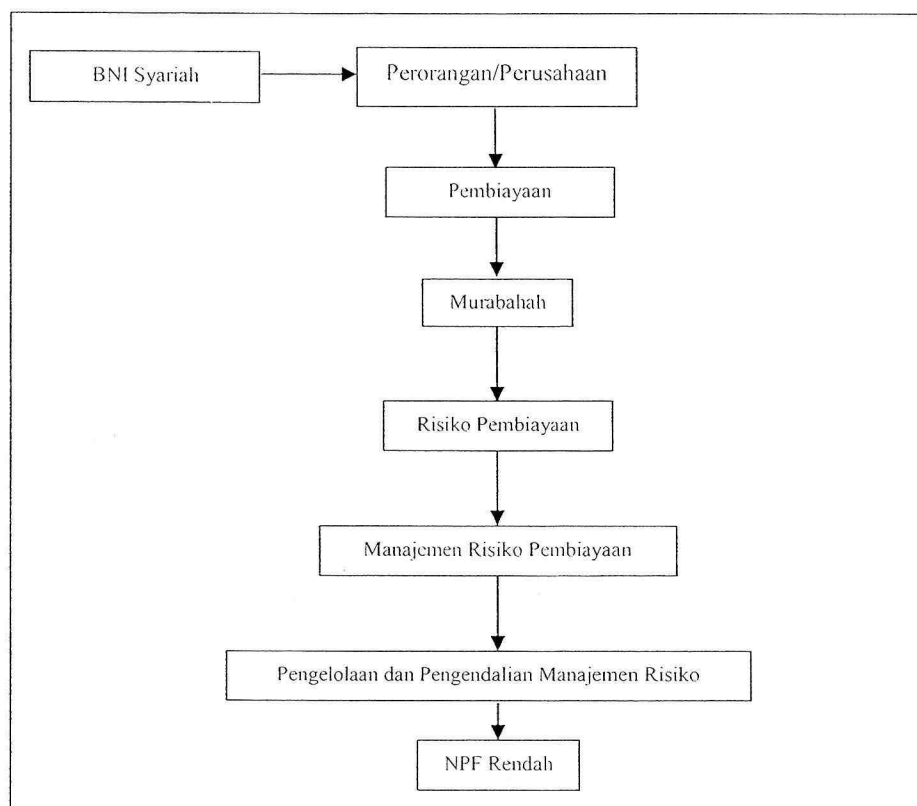 BNI Syariah
Perorangan/Perusahaan
Pembiayaan
Murabahah
Risiko Pembiayaan
Manajemen Risiko Pembiayaan
Pengelolaan dan Pengendalian Manajemen Risiko
NPF Rendah